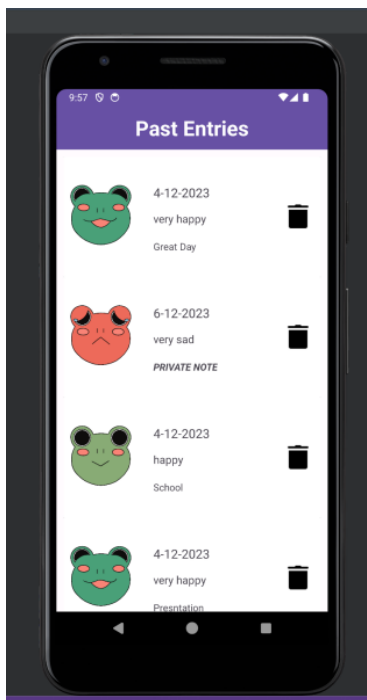 9:57
Past Entries
4-12-2023
very happy
Great Day
6-12-2023
very sad
PRIVATE NOTE
4-12-2023
happy
School
4-12-2023
very happy
Presntation